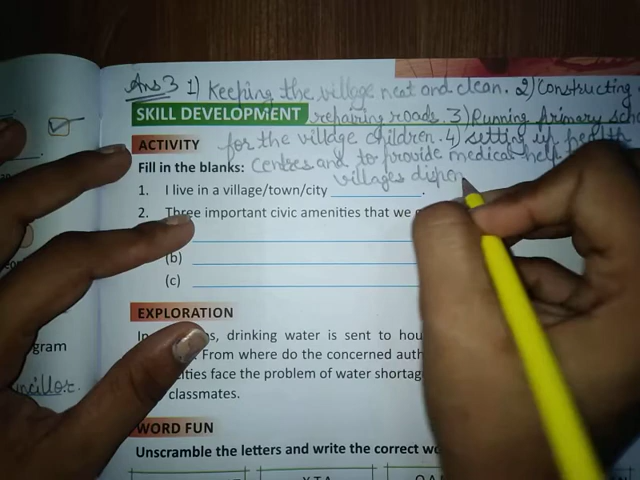 Ans 3 1) Keeping the village neat and clean. 2) Constructing
SKILL DEVELOPMENT repairing roads. 3) Running primary scho
for the village children. 4) Setting up health
ACTIVITY
Centres and to provide medical help
Fill in the blanks:
villages dispen
1. I live in a village/town/city ____________.
2. Three important civic amenities that we
(b)
(c)
EXPLORATION
drinking water is sent to hou
From where do the concerned auth
cities face the problem of water shortag
classmates.
gram
ncillor.
WORD FUN
Unscramble the letters and write the correct wo